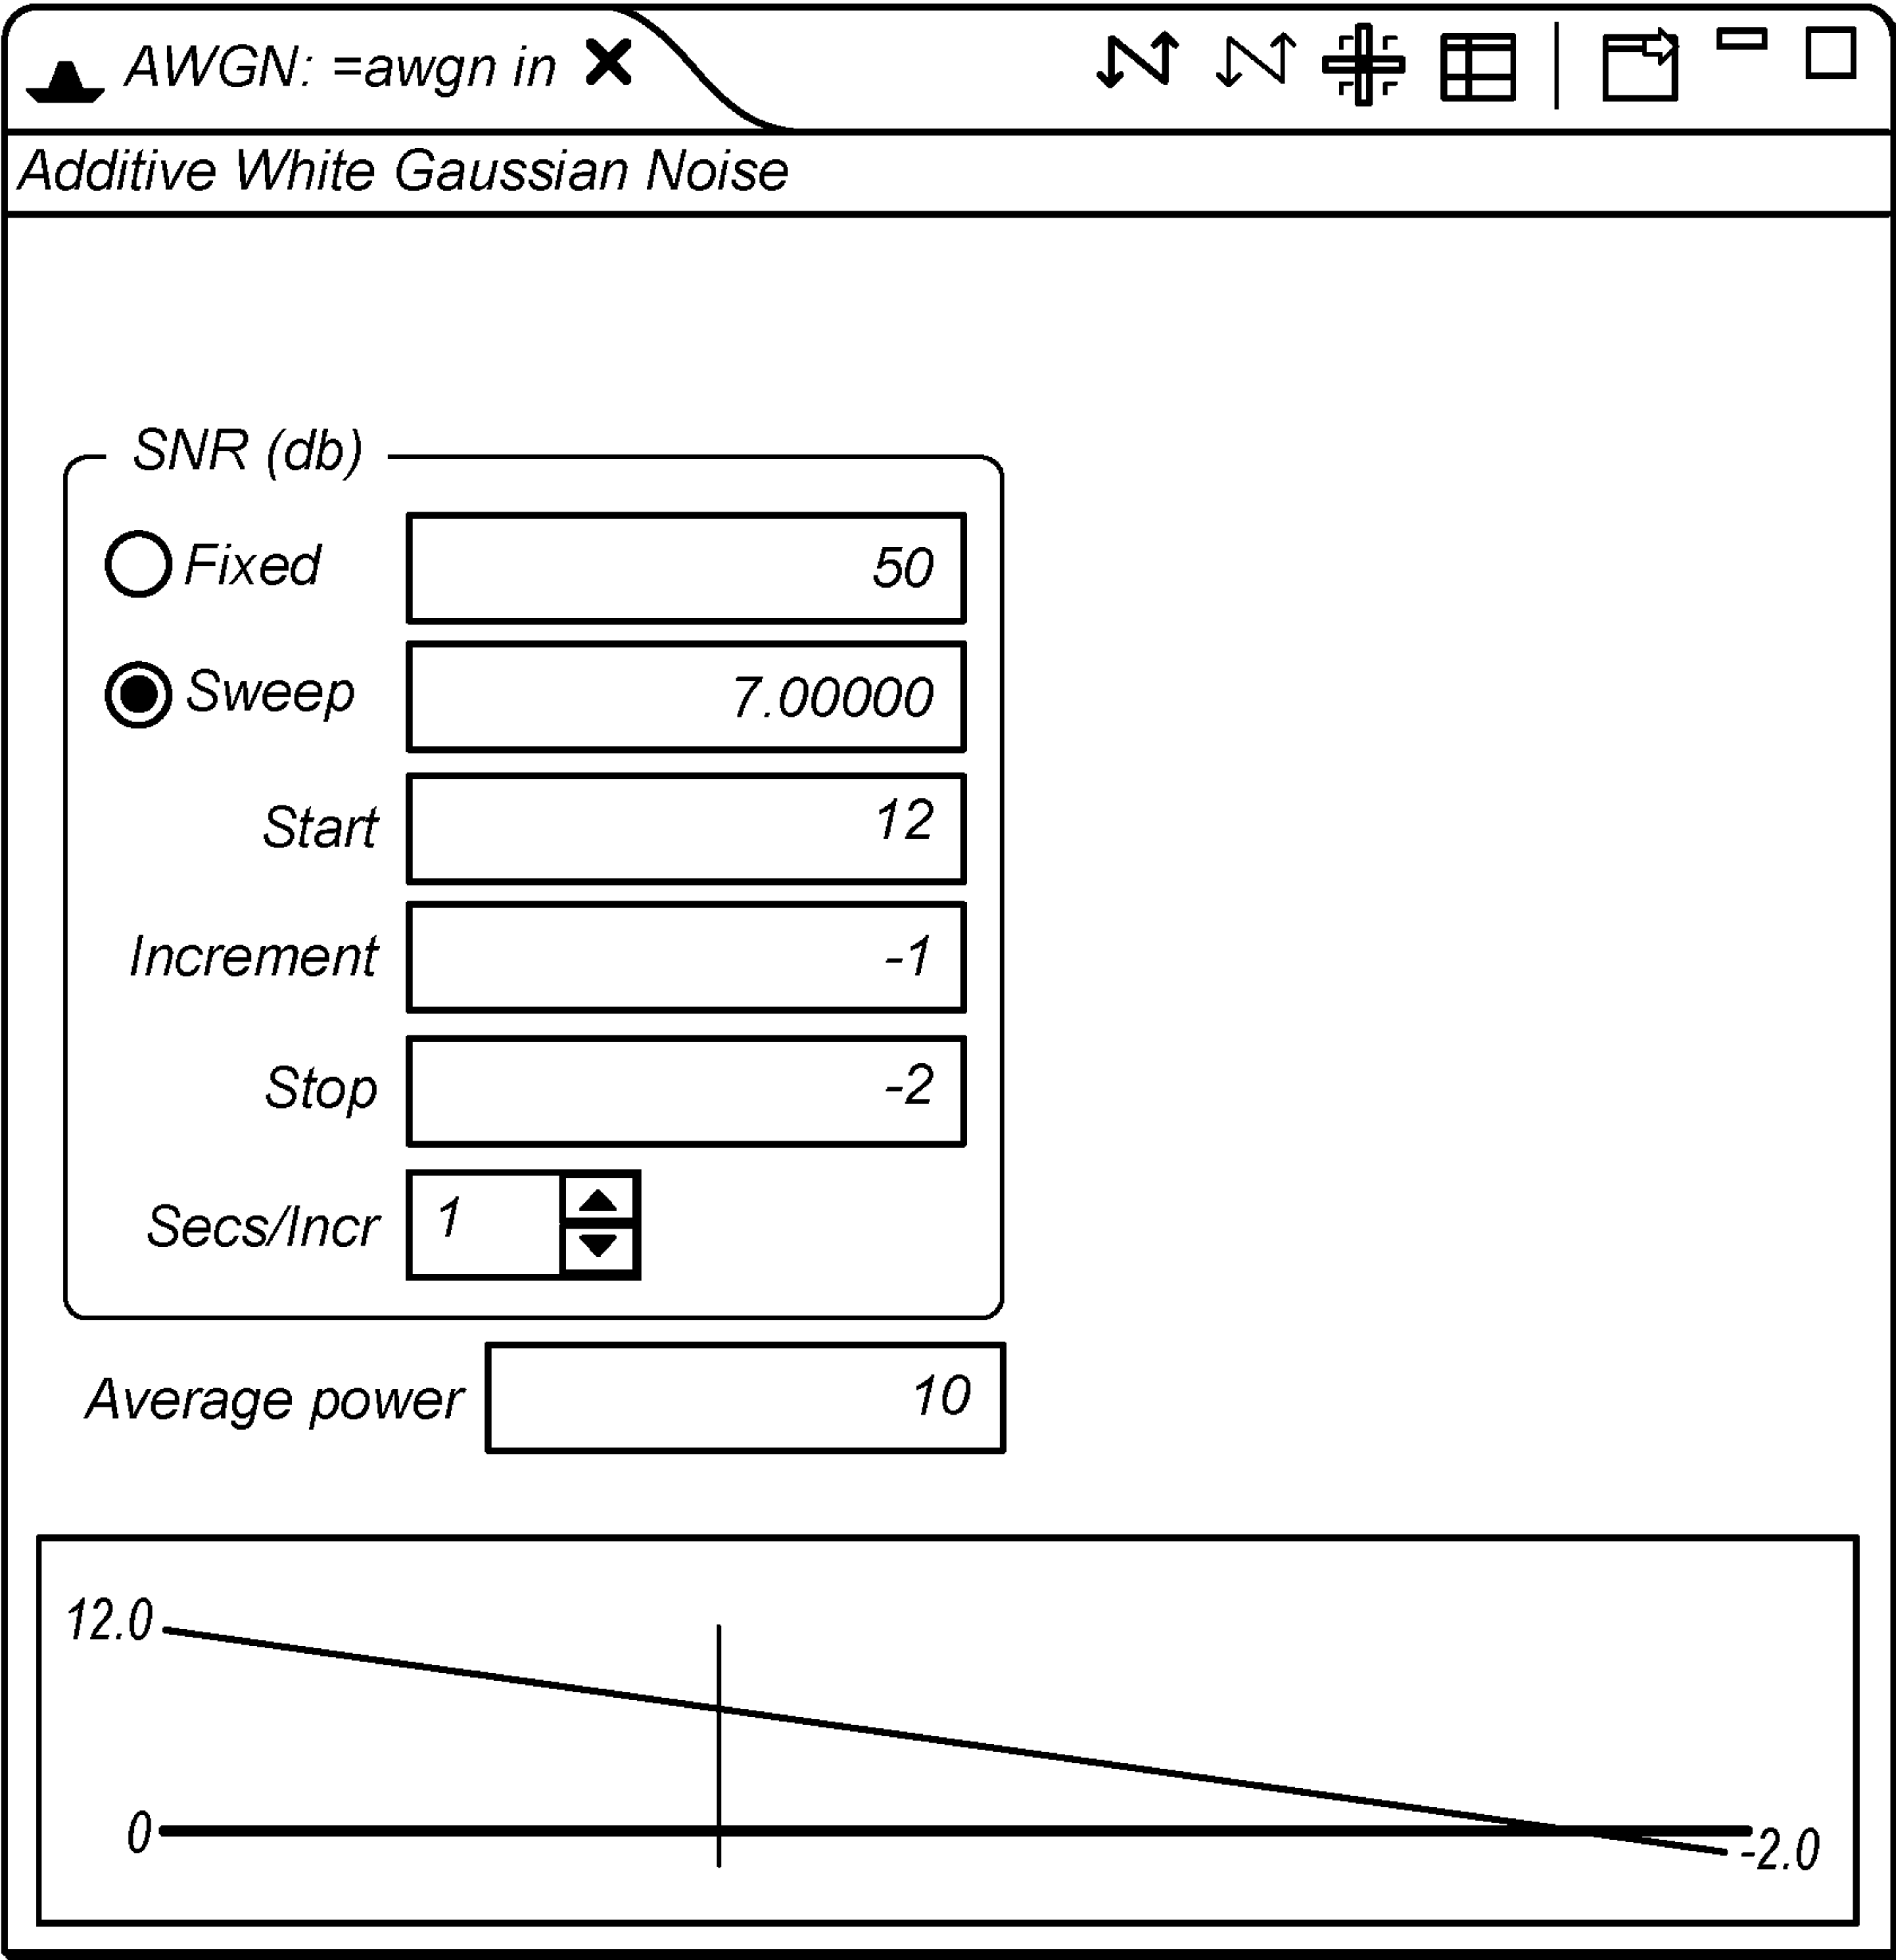 AWGN: =awgn in
Additive White Gaussian Noise
SNR (db)
Fixed 50
Sweep 7.00000
Start 12
Increment -1
Stop -2
Secs/Incr 1
Average power 10
12.0
0
-2.0